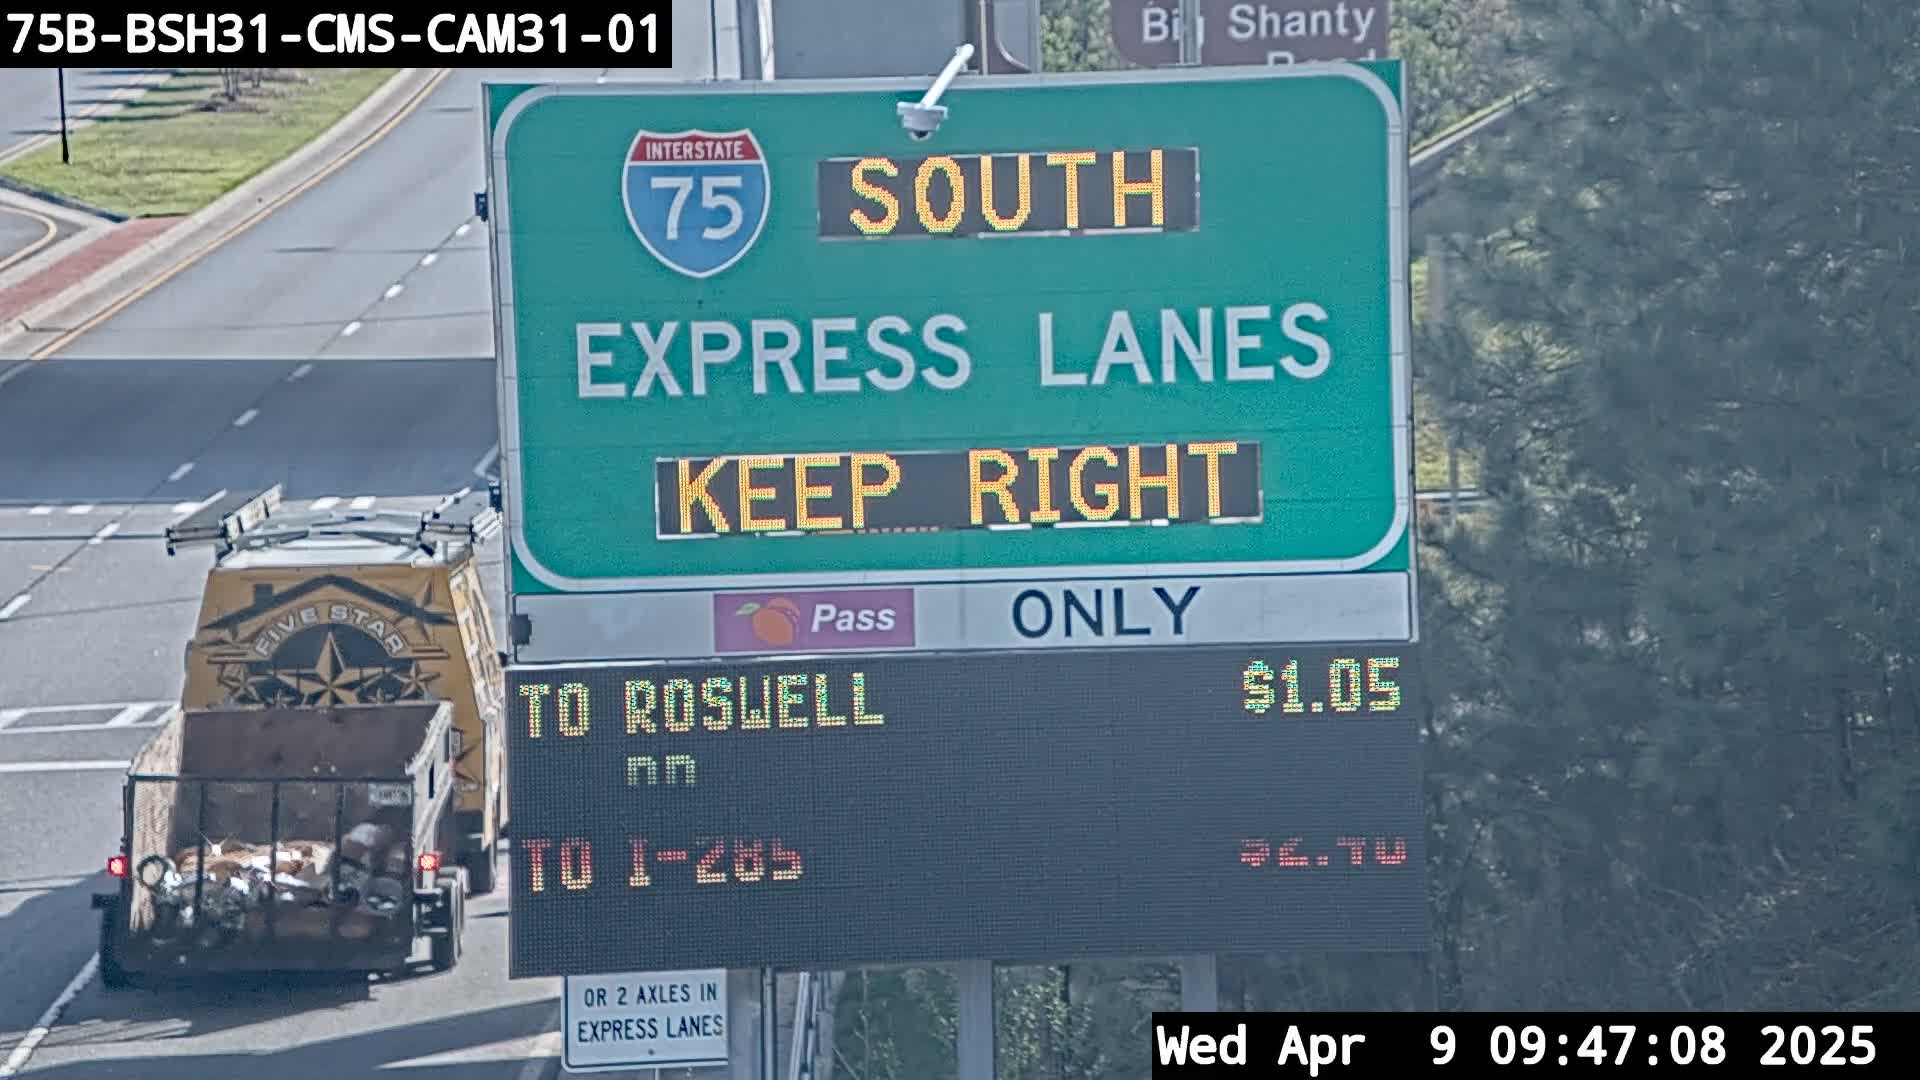 75B-BSH31-CMS-CAM31-01
Big Shanty
INTERSTATE
75
SOUTH
EXPRESS LANES
KEEP RIGHT
Pass ONLY
TO ROSWELL $1.05
TO I-285
FIVE STAR
OR 2 AXLES IN
EXPRESS LANES
Wed Apr 9 09:47:08 2025